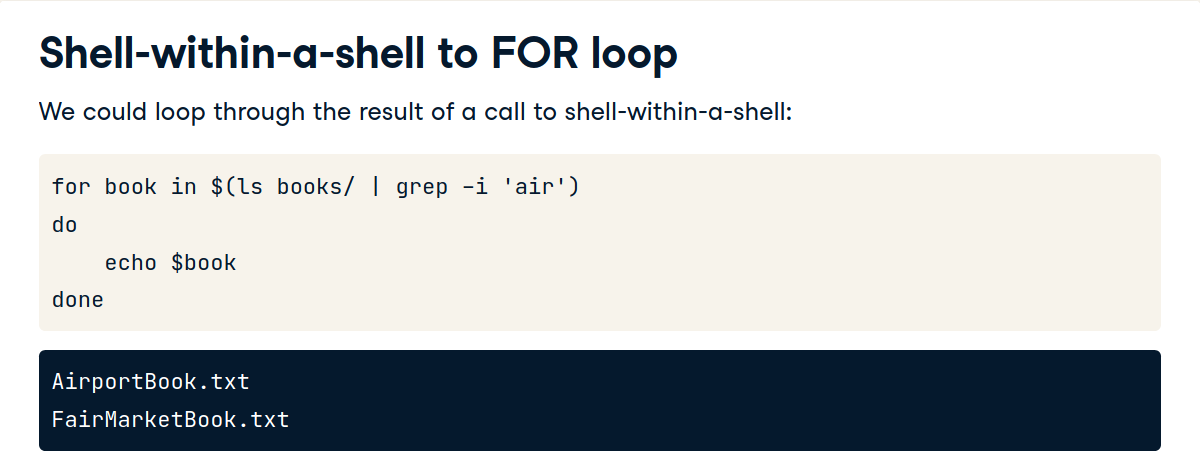 Shell-within-a-shell to FOR loop
We could loop through the result of a call to shell-within-a-shell:
for book in $(ls books/ | grep -i 'air')
do
    echo $book
done
AirportBook.txt
FairMarketBook.txt